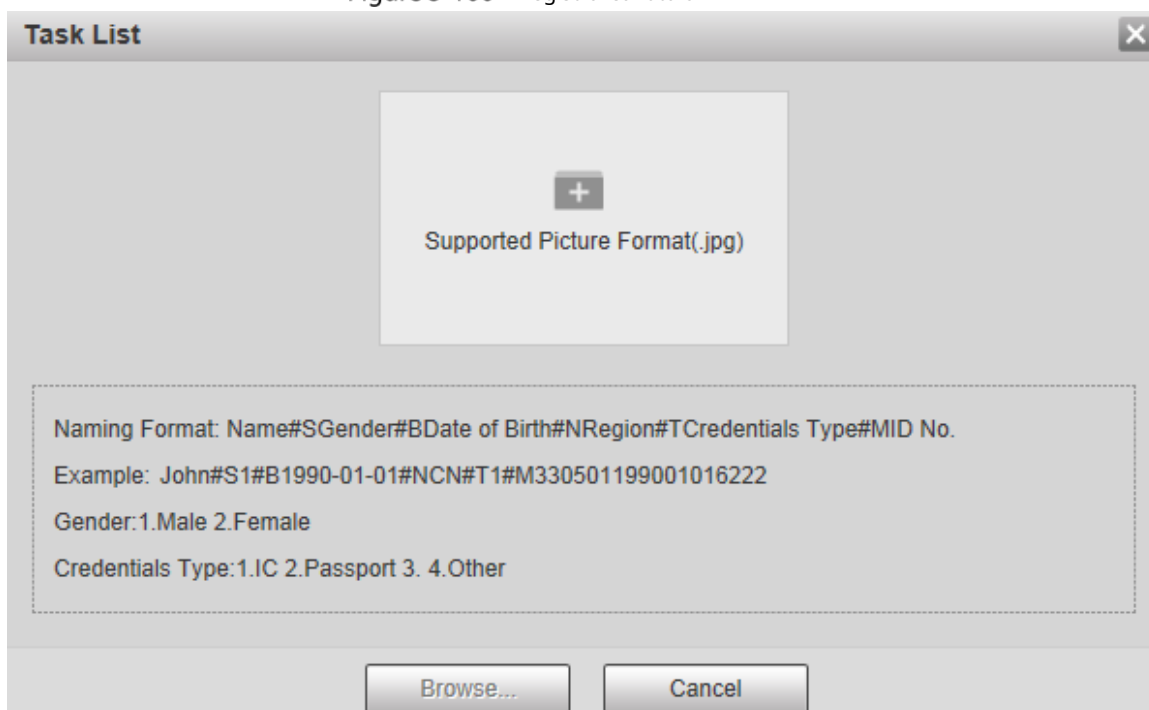 Task List
Supported Picture Format(.jpg)
Naming Format: Name#SGender#BDate of Birth#NRegion#TCredentials Type#MID No.
Example: John#S1#B1990-01-01#NCN#T1#M330501199001016222
Gender:1.Male 2.Female
Credentials Type:1.IC 2.Passport 3. 4.Other
Browse...
Cancel